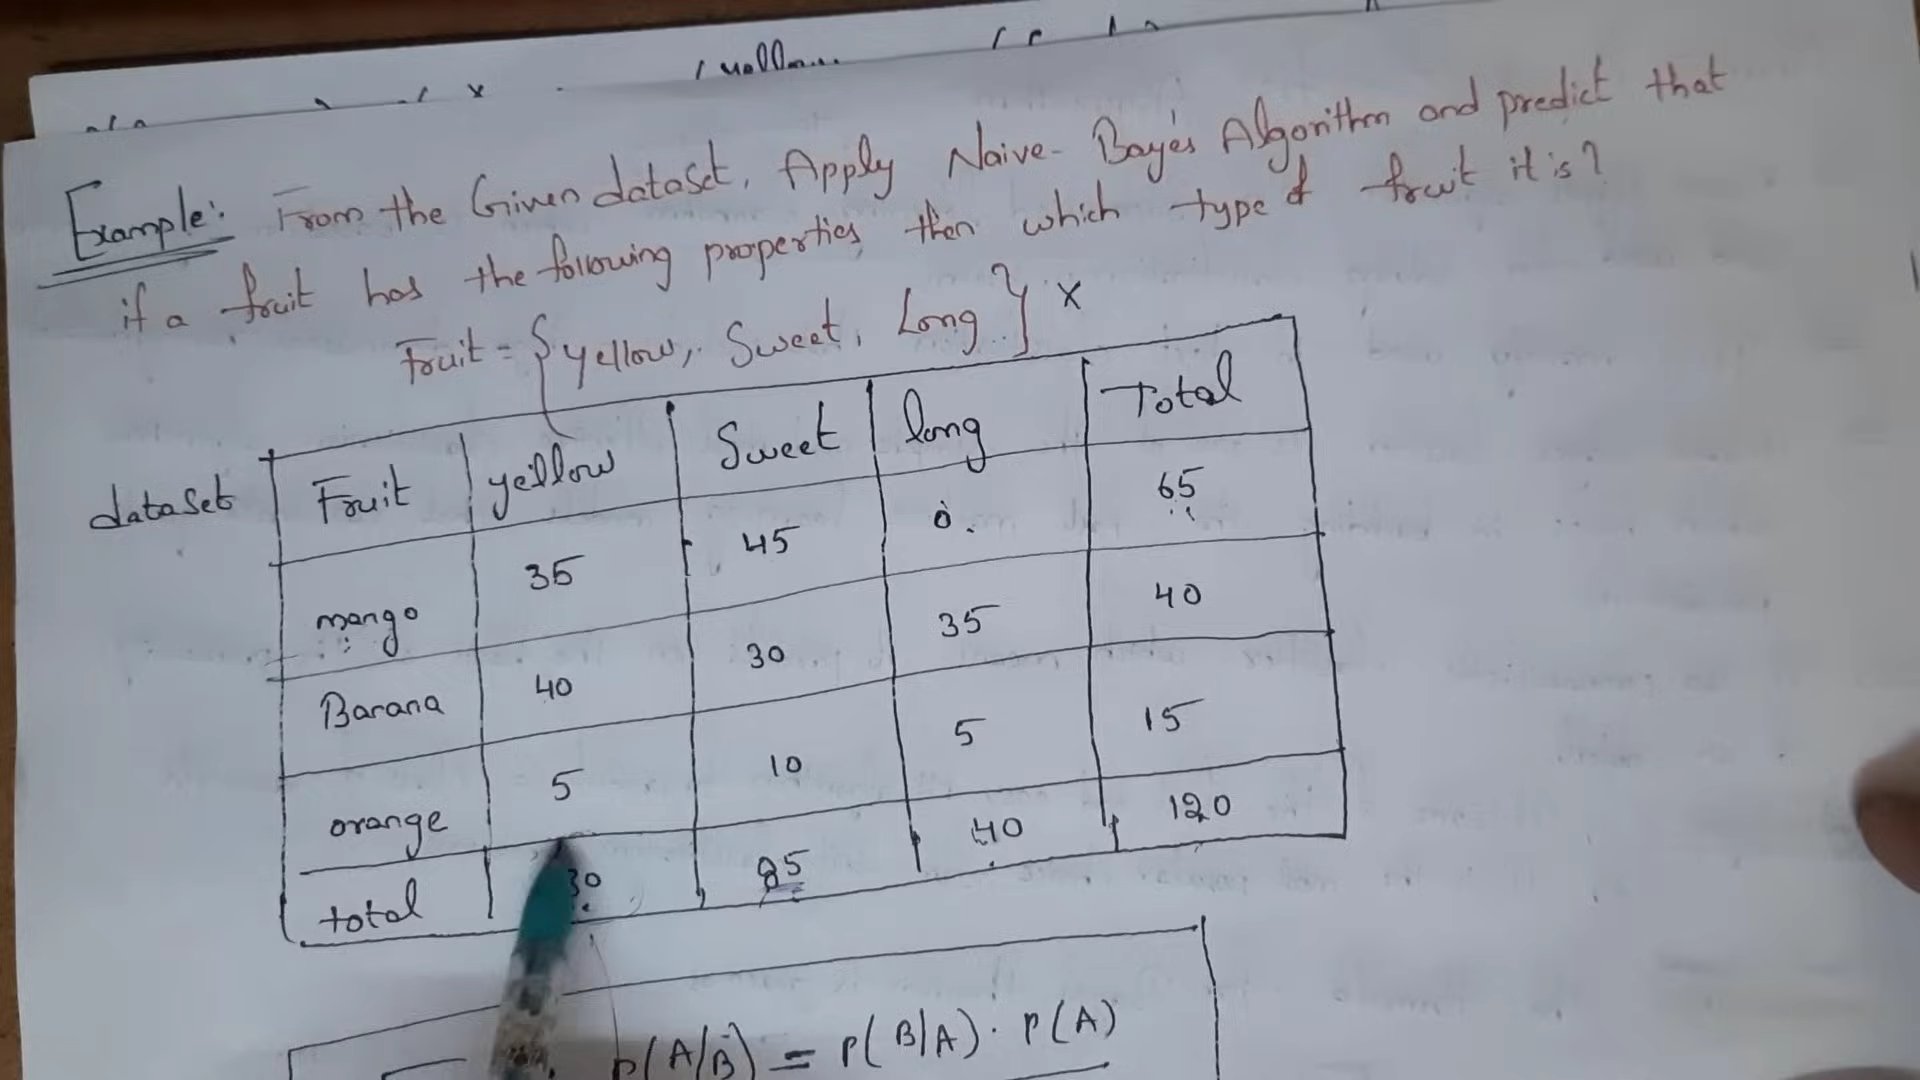 Example: From the Given dataset, Apply Naive-Baye's Algorithm and predict that
if a fruit has the following properties then which type of fruit it is?
Fruit = {yellow, Sweet, Long} x
dataset
Fruit yellow Sweet long Total
mango 35 45 0 65
Banana 40 30 35 40
orange 5 10 5 15
total 85 40 120
P(A/B) = P(B/A) · P(A)